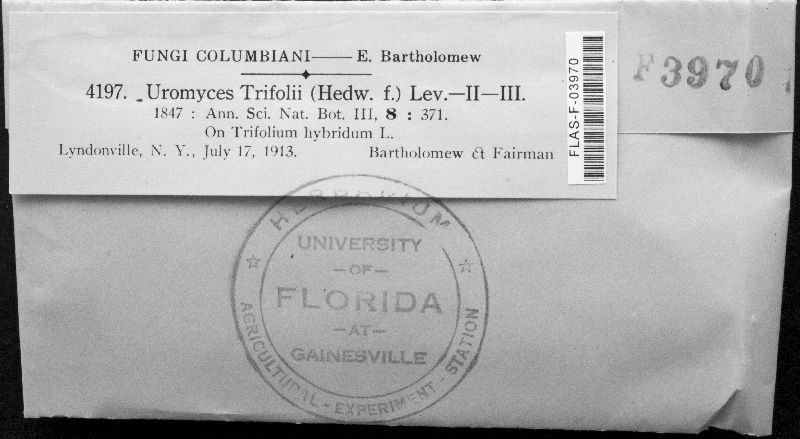 FUNGI COLUMBIANI—— E. Bartholomew
4197. Uromyces Trifolii (Hedw. f.) Lev.—II—III.
1847 : Ann. Sci. Nat. Bot. III, 8 : 371.
On Trifolium hybridum L.
Lyndonville, N. Y., July 17, 1913. Bartholomew & Fairman
FLAS-F-03970
F3970
HERBARIUM
UNIVERSITY
—OF—
FLORIDA
—AT—
GAINESVILLE
AGRICULTURAL - EXPERIMENT - STATION